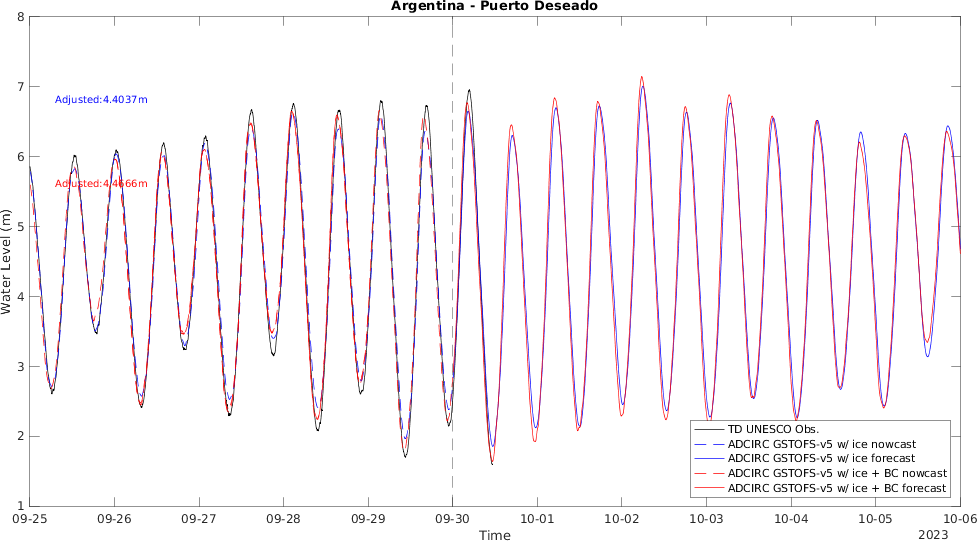 Argentina - Puerto Deseado
8
7
6
5
4
3
2
1
Water Level (m)
Adjusted:4.4037m
Adjusted:4.4666m
TD UNESCO Obs.
ADCIRC GSTOFS-v5 w/ ice nowcast
ADCIRC GSTOFS-v5 w/ ice forecast
ADCIRC GSTOFS-v5 w/ ice + BC nowcast
ADCIRC GSTOFS-v5 w/ ice + BC forecast
09-25 09-26 09-27 09-28 09-29 09-30 10-01 10-02 10-03 10-04 10-05 10-06
Time
2023